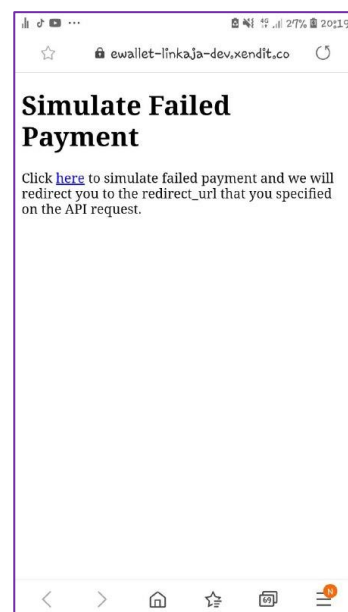 27% 20:19
ewallet-linkaja-dev.xendit.co
Simulate Failed
Payment
Click here to simulate failed payment and we will
redirect you to the redirect_url that you specified
on the API request.
69
N